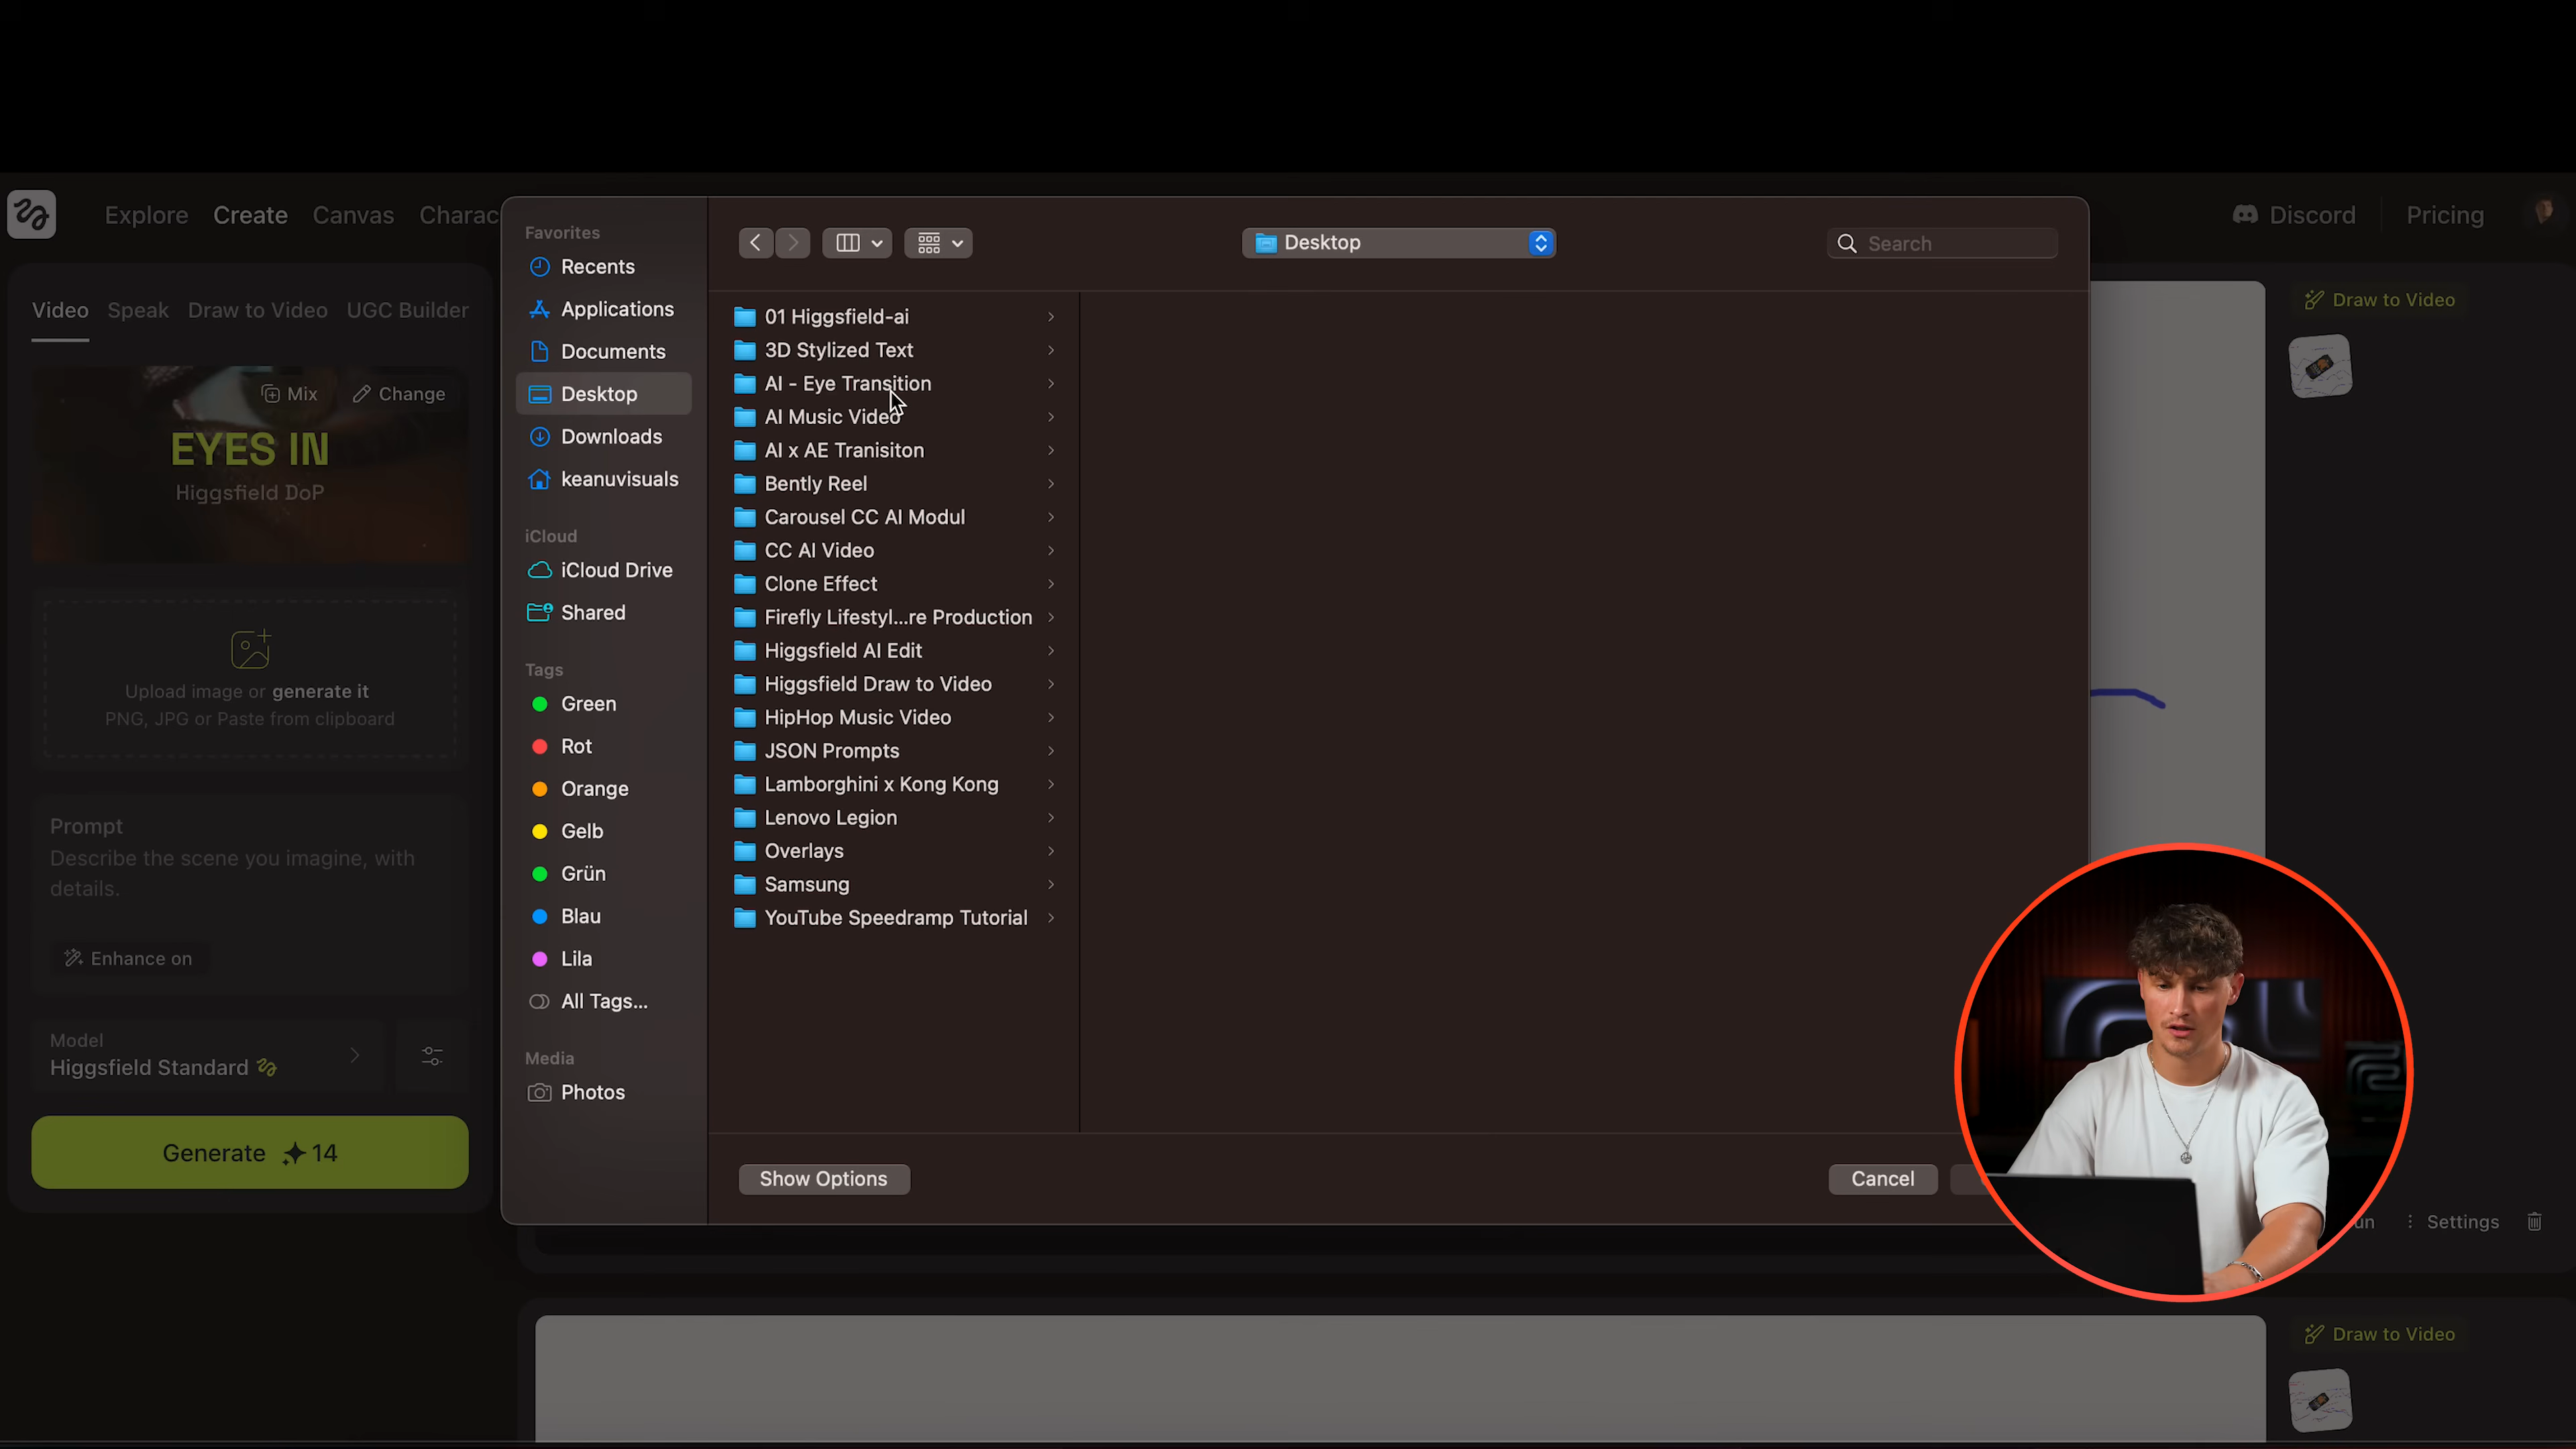 Explore Create Canvas Charac
Discord Pricing
Video Speak Draw to Video UGC Builder
Mix Change
EYES IN
Higgsfield DoP
Upload image or generate it
PNG, JPG or Paste from clipboard
Prompt
Describe the scene you imagine, with
details.
Enhance on
Model
Higgsfield Standard
Generate 14
Favorites
Recents
Applications
Documents
Desktop
Downloads
keanuvisuals
iCloud
iCloud Drive
Shared
Tags
Green
Rot
Orange
Gelb
Grün
Blau
Lila
All Tags...
Media
Photos
Desktop
Search
01 Higgsfield-ai
3D Stylized Text
AI - Eye Transition
AI Music Video
AI x AE Tranisiton
Bently Reel
Carousel CC AI Modul
CC AI Video
Clone Effect
Firefly Lifestyl...re Production
Higgsfield AI Edit
Higgsfield Draw to Video
HipHop Music Video
JSON Prompts
Lamborghini x Kong Kong
Lenovo Legion
Overlays
Samsung
YouTube Speedramp Tutorial
Show Options
Cancel
Draw to Video
un Settings
Draw to Video